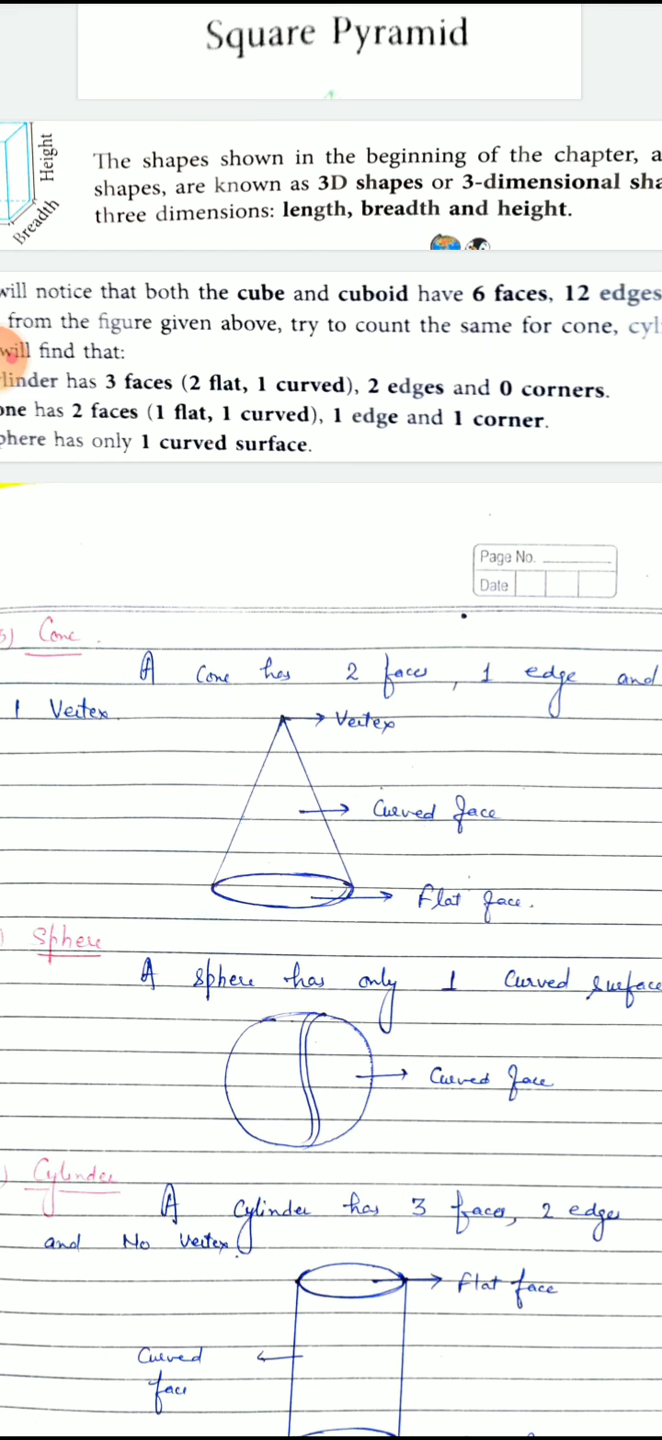 Square Pyramid
Height
Breadth
The shapes shown in the beginning of the chapter, a
shapes, are known as 3D shapes or 3-dimensional sha
three dimensions: length, breadth and height.
will notice that both the cube and cuboid have 6 faces, 12 edges
from the figure given above, try to count the same for cone, cyl
will find that:
linder has 3 faces (2 flat, 1 curved), 2 edges and 0 corners.
one has 2 faces (1 flat, 1 curved), 1 edge and 1 corner.
phere has only 1 curved surface.
Page No.
Date
3) Cone.
A Cone has 2 faces, 1 edge and
1 Vertex.
Vertex
Curved face
Flat face.
) Sphere
A sphere has only 1 Curved surface
Curved face
) Cylinder
A Cylinder has 3 faces, 2 edges
and No Vertex
Flat face
Curved
face